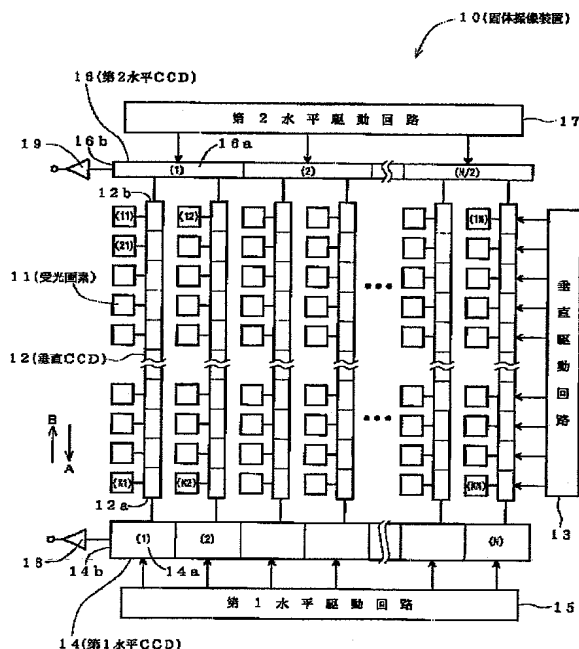 10(固体撮像装置)
16(第2水平CCD)
第2水平駆動回路
17
19
16b
16a
(1)
(2)
(N/2)
12b
(11)
(12)
(1N)
(21)
11(受光画素)
垂直駆動回路
12(垂直CCD)
B
A
(K1)
(K2)
(KN)
12a
13
18
14b
(1)
14a
(2)
(N)
第1水平駆動回路
15
14(第1水平CCD)